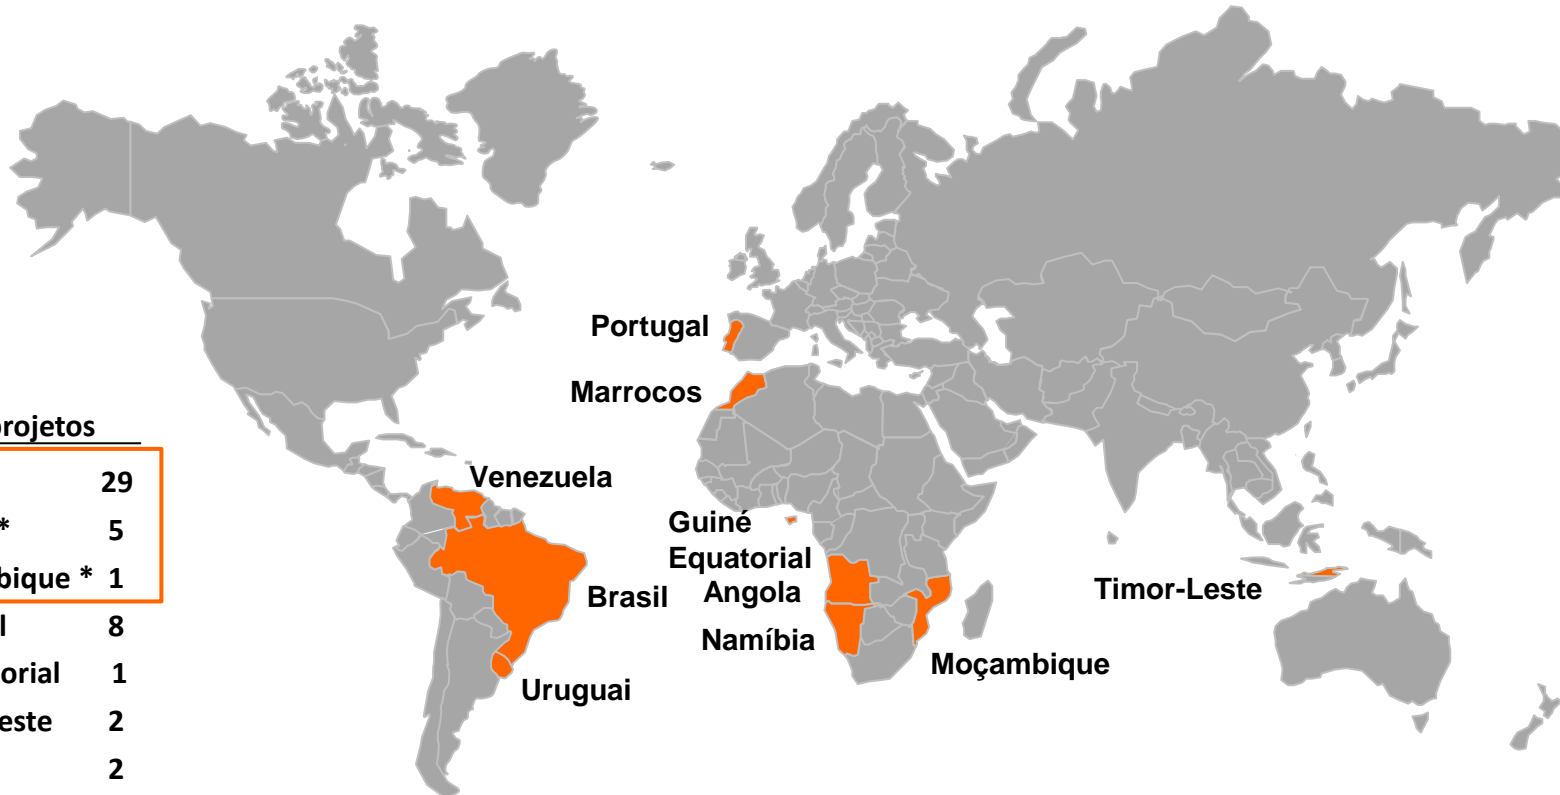 Portugal
Marrocos
Venezuela
Guiné
Equatorial
Angola
Brasil
Namíbia
Moçambique
Uruguai
Timor-Leste
projetos
29
* 5
bique * 1
l 8
orial 1
este 2
2